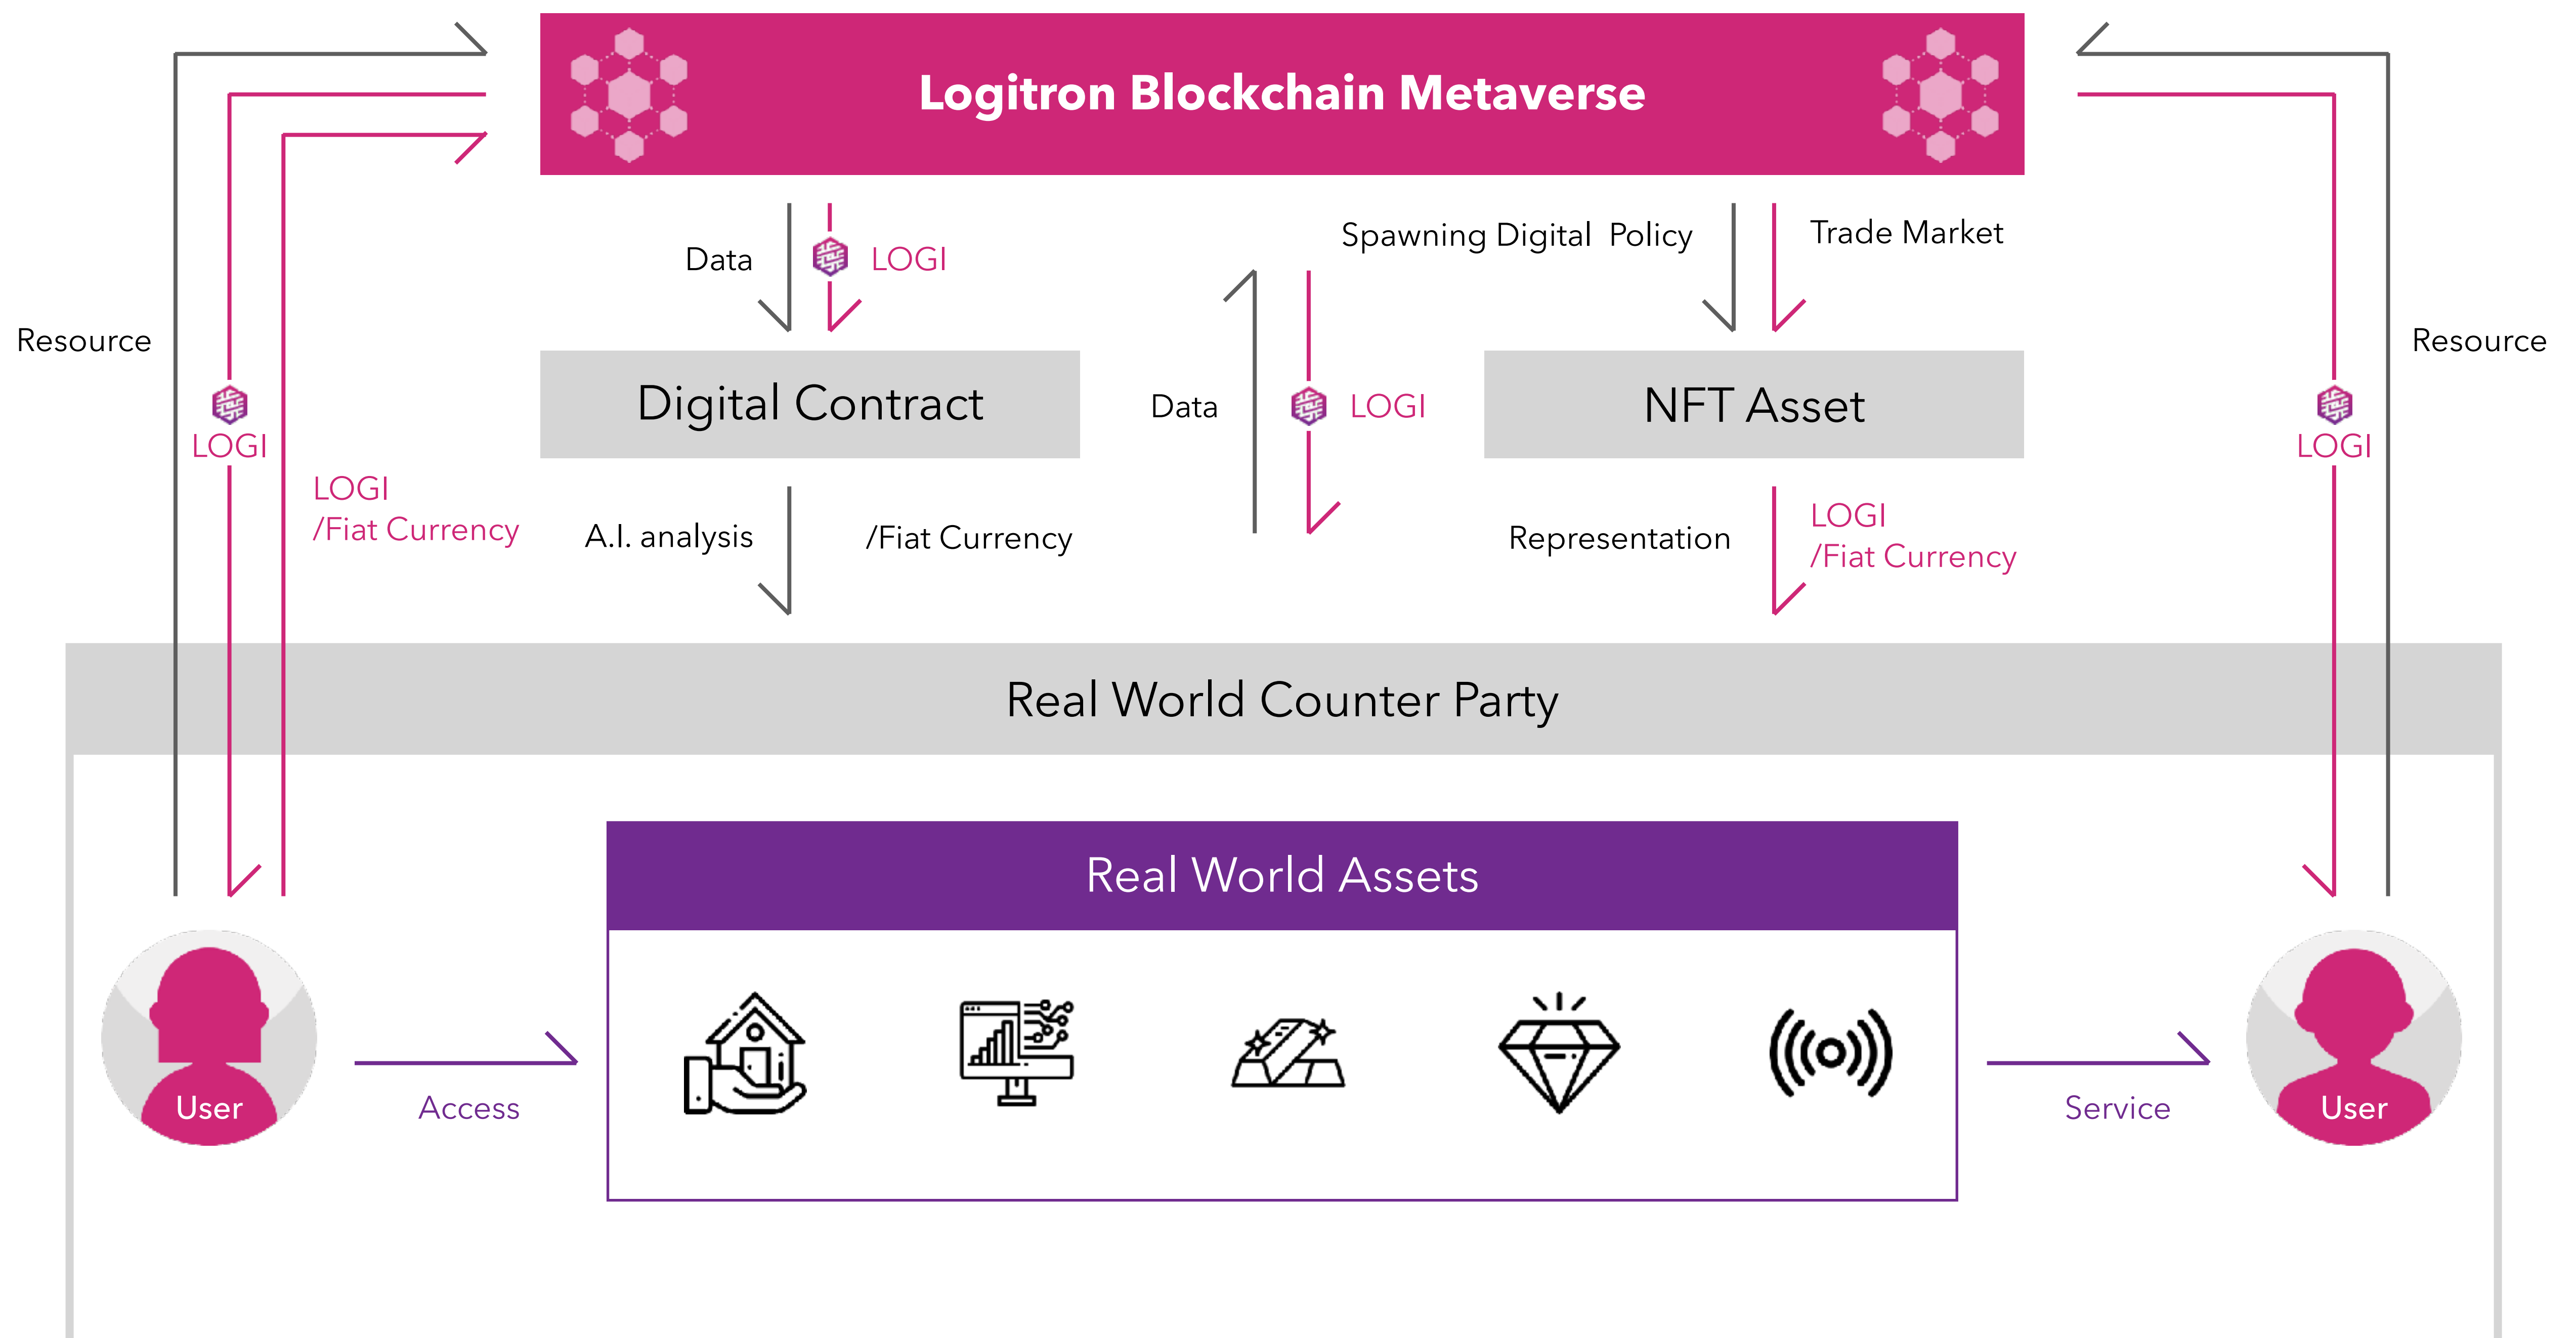 Logitron Blockchain Metaverse
Data
LOGI
Spawning Digital Policy
Trade Market
Resource
LOGI
LOGI
/Fiat Currency
Digital Contract
Data
LOGI
NFT Asset
Resource
LOGI
A.I. analysis
/Fiat Currency
Representation
LOGI
/Fiat Currency
Real World Counter Party
Real World Assets
User
Access
Service
User